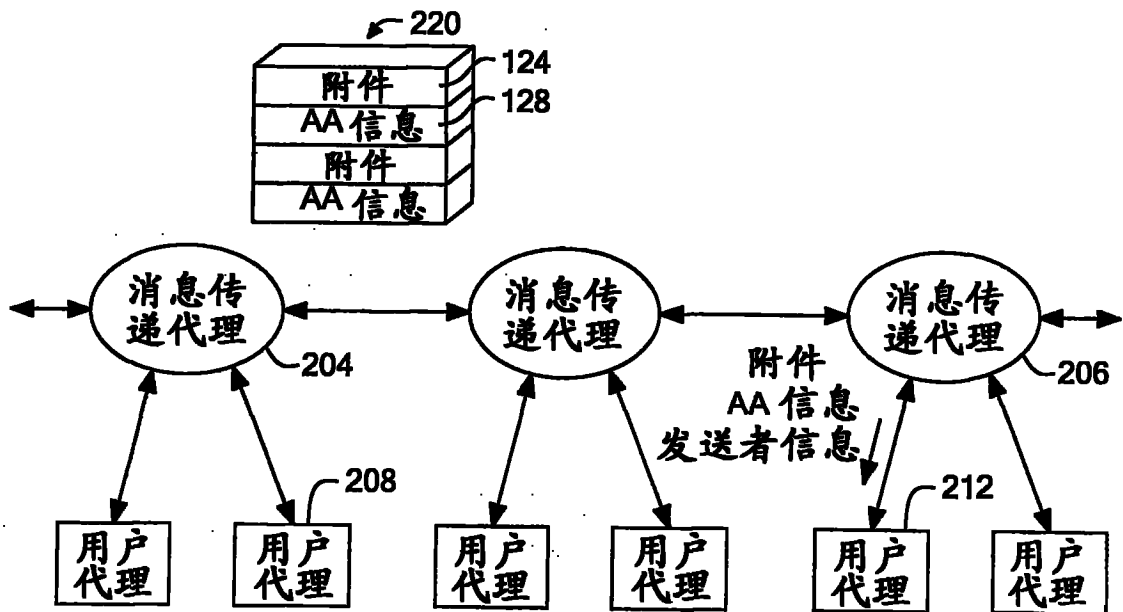 220
附件
124
AA 信息
128
附件
AA 信息
消息传
递代理
204
消息传
递代理
消息传
递代理
206
附件
AA 信息
发送者信息
用户
代理
208
用户
代理
用户
代理
用户
代理
212
用户
代理
用户
代理